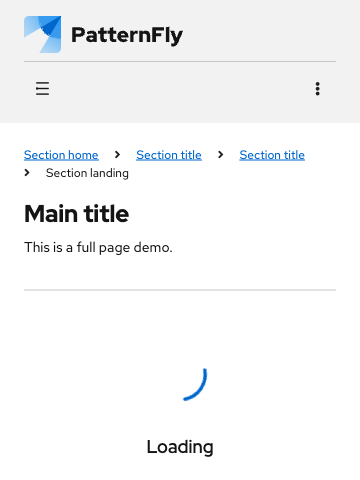 PatternFly
Section home Section title Section title
Section landing
Main title
This is a full page demo.
Loading